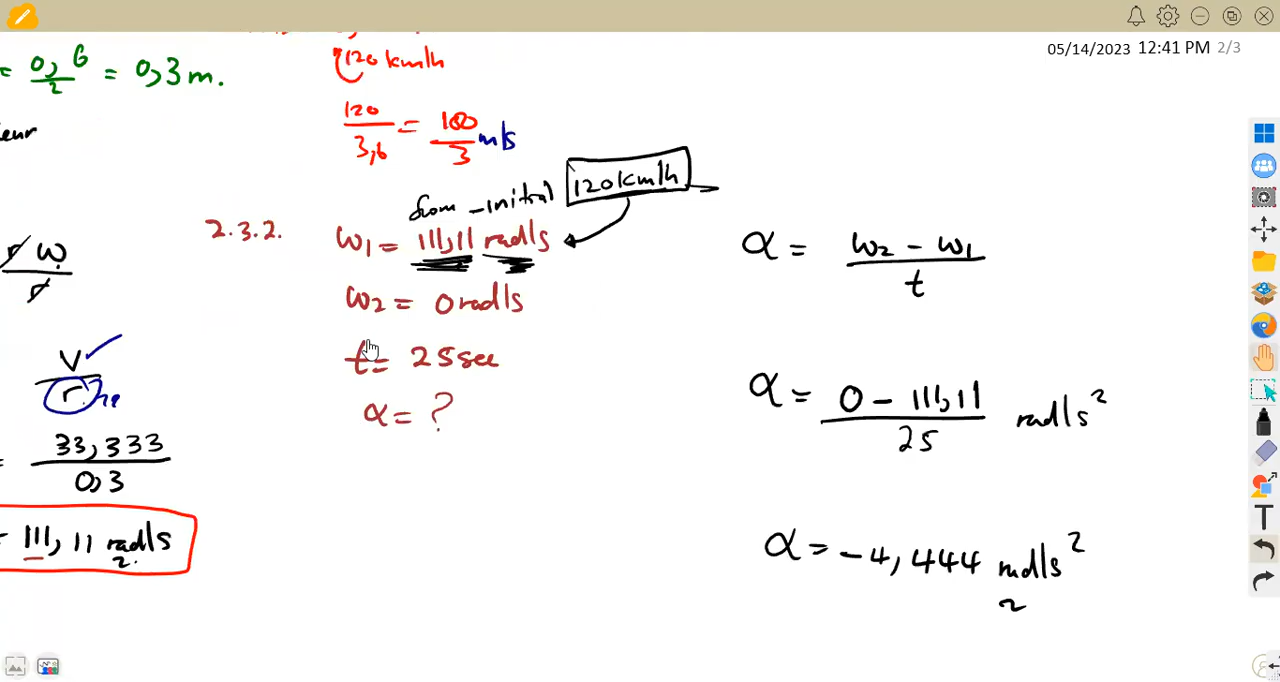 05/14/2023 12:41 PM 2/3
= 0,6/2 = 0,3 m.
120 km/h
120/3,6 = 100/3 m/s
from initial 120 km/h
2.3.2. ω1 = 111,11 rad/s
ω2 = 0 rad/s
t = 25 sec
α = ?
r ω / r
V / r
= 33,333 / 0,3
= 111,11 rad/s
α = ω2 - ω1 / t
α = 0 - 111,11 / 25 rad/s²
α = -4,444 rad/s²